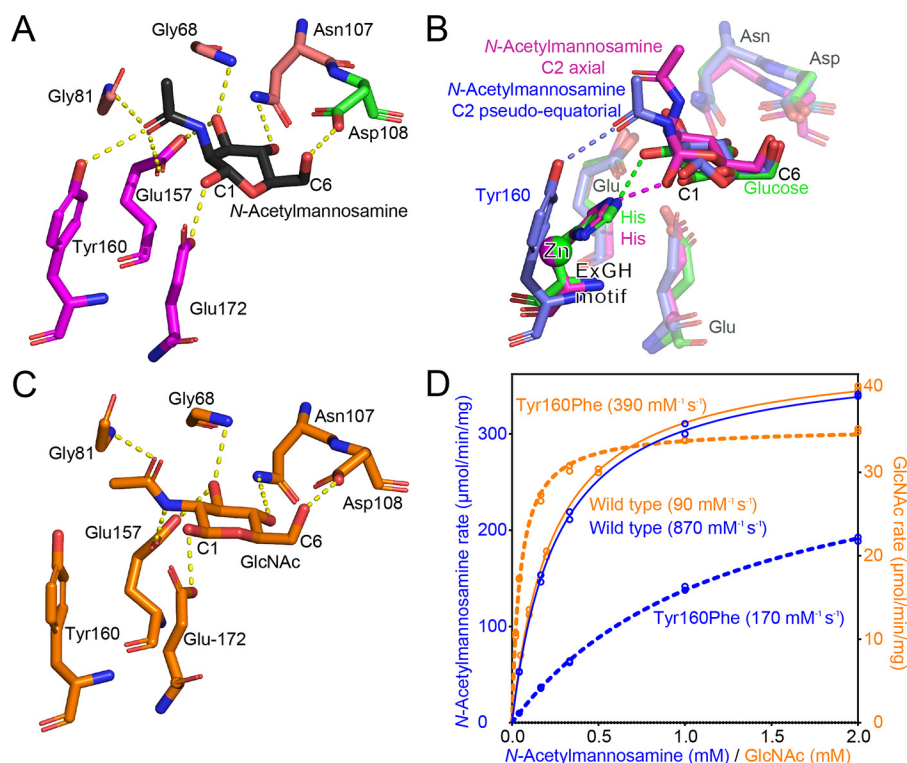 A
Gly68
Asn107
Gly81
Asp108
Glu157
C1
C6
N-Acetylmannosamine
Tyr160
Glu172
B
N-Acetylmannosamine
C2 axial
N-Acetylmannosamine
C2 pseudo-equatorial
Asn
Asp
Tyr160
Glu
C6
C1
Glucose
His
His
Zn
ExGH
motif
Glu
C
Gly68
Asn107
Gly81
Asp108
Glu157
C1
C6
GlcNAc
Tyr160
Glu-172
D
N-Acetylmannosamine rate (µmol/min/mg)
300
200
100
0
Tyr160Phe (390 mM⁻¹ s⁻¹)
Wild type (90 mM⁻¹ s⁻¹)
Wild type (870 mM⁻¹ s⁻¹)
Tyr160Phe (170 mM⁻¹ s⁻¹)
40
30
20
10
0
GlcNAc rate (µmol/min/mg)
0.0 0.5 1.0 1.5 2.0
N-Acetylmannosamine (mM) / GlcNAc (mM)